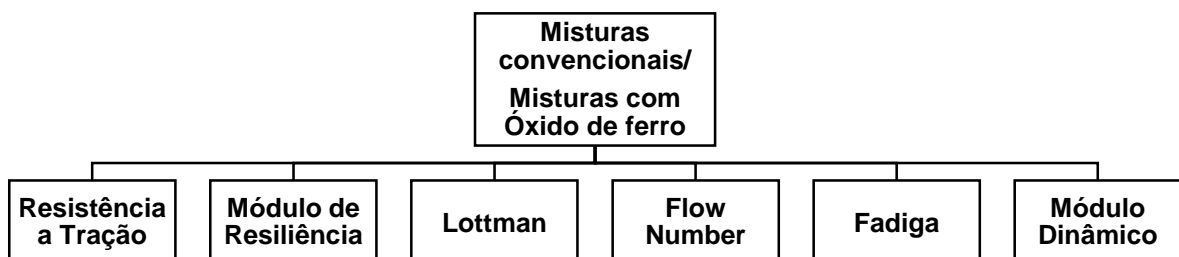 Misturas
convencionais/
Misturas com
Óxido de ferro
Resistência
a Tração
Módulo de
Resiliência
Lottman
Flow
Number
Fadiga
Módulo
Dinâmico